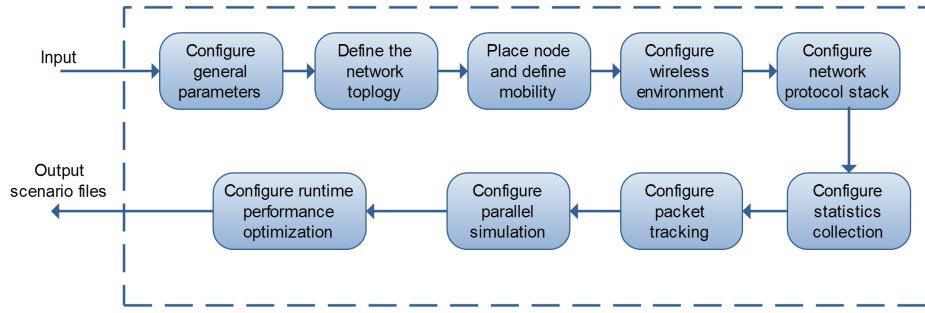 Input
Configure
general
parameters
Define the
network
toplogy
Place node
and define
mobility
Configure
wireless
environment
Configure
network
protocol stack
Configure
statistics
collection
Configure
packet
tracking
Configure
parallel
simulation
Configure runtime
performance
optimization
Output
scenario files